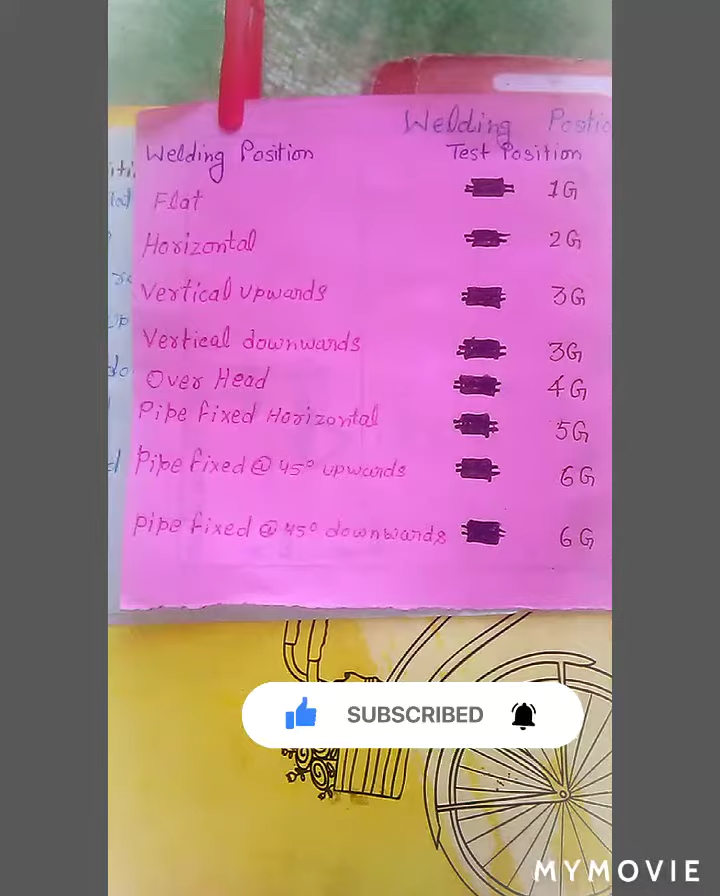 Welding Positio
Welding Position Test Position
Flat 1G
Horizontal 2G
Vertical upwards 3G
Vertical downwards 3G
Over Head 4G
Pipe fixed Horizontal 5G
Pipe fixed @ 45° upwards 6G
Pipe fixed @ 45° downwards 6G
SUBSCRIBED
MYMOVIE